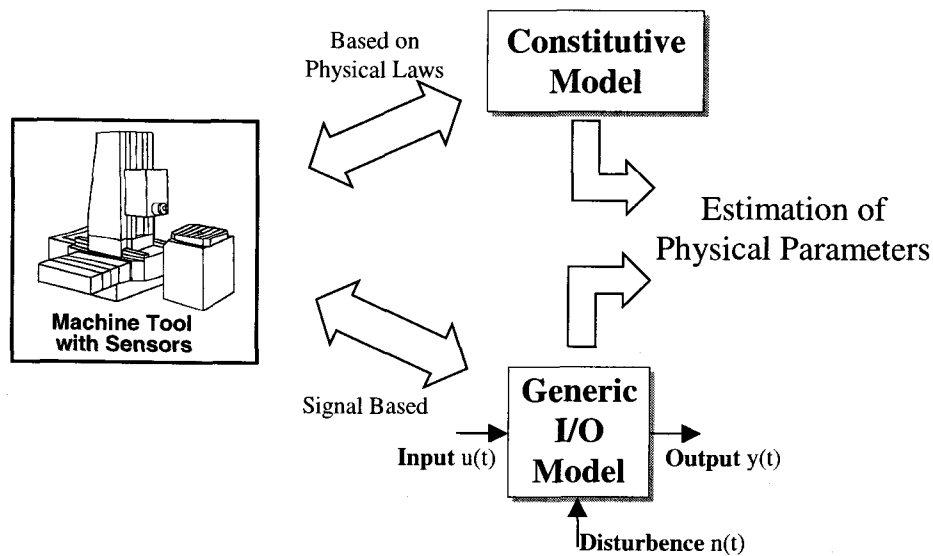 Based on
Physical Laws
Constitutive
Model
Machine Tool
with Sensors
Estimation of
Physical Parameters
Signal Based
Generic
I/O
Model
Input u(t)
Output y(t)
Disturbence n(t)